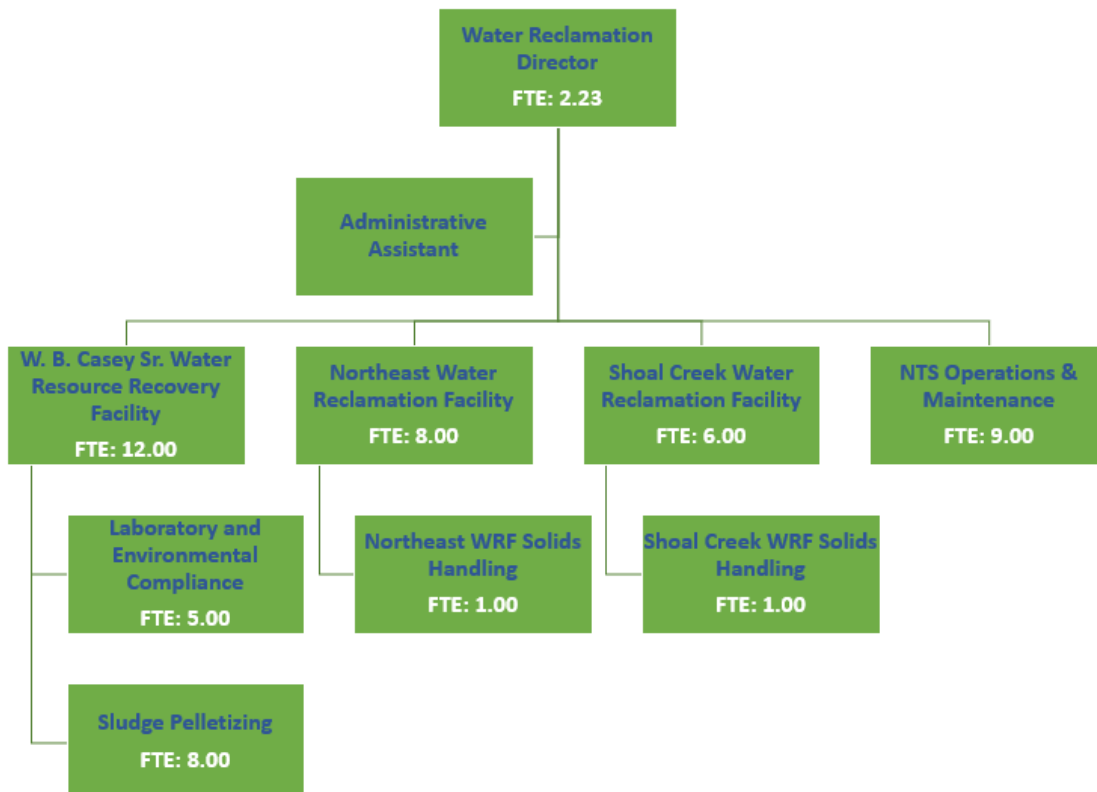 Water Reclamation
Director
FTE: 2.23
Administrative
Assistant
W. B. Casey Sr. Water
Resource Recovery
Facility
FTE: 12.00
Northeast Water
Reclamation Facility
FTE: 8.00
Shoal Creek Water
Reclamation Facility
FTE: 6.00
NTS Operations &
Maintenance
FTE: 9.00
Laboratory and
Environmental
Compliance
FTE: 5.00
Northeast WRF Solids
Handling
FTE: 1.00
Shoal Creek WRF Solids
Handling
FTE: 1.00
Sludge Pelletizing
FTE: 8.00